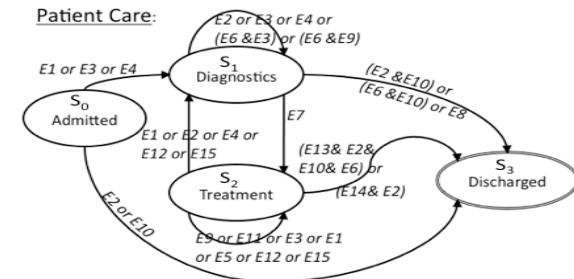 Patient Care:
E2 or E3 or E4 or
(E6 &E3) or (E6 &E9)
E1 or E3 or E4
S1
Diagnostics
(E2 &E10) or
(E6 &E10) or E8
S0
Admitted
E7
E1 or E2 or E4 or
E12 or E15
(E13& E2&
E10& E6) or
(E14& E2)
S2
Treatment
S3
Discharged
E2 or E10
E9 or E11 or E3 or E1
or E5 or E12 or E15